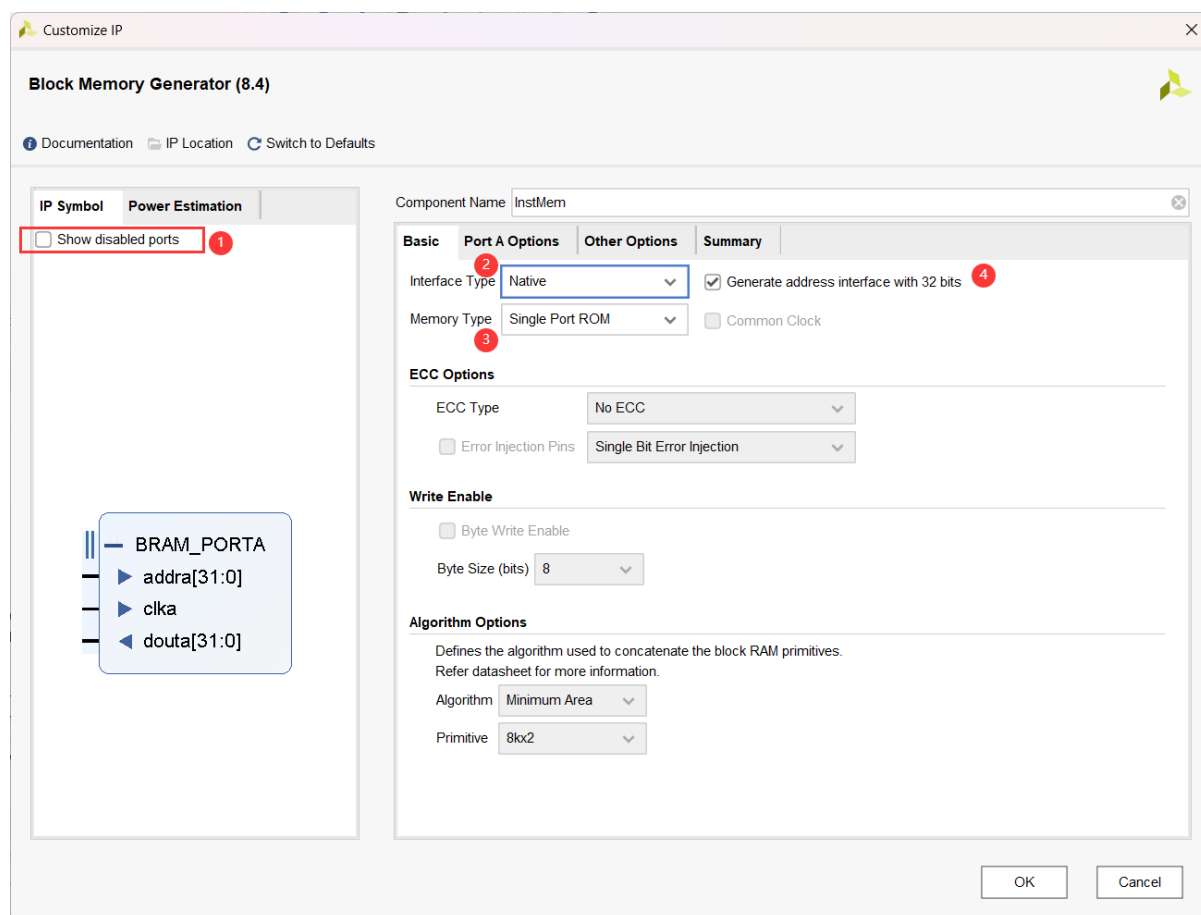 Customize IP
Block Memory Generator (8.4)
Documentation IP Location Switch to Defaults
IP Symbol Power Estimation
Show disabled ports 1
BRAM_PORTA
addra[31:0]
clka
douta[31:0]
Component Name InstMem
Basic Port A Options Other Options Summary
2
Interface Type Native Generate address interface with 32 bits 4
Memory Type Single Port ROM Common Clock
3
ECC Options
ECC Type No ECC
Error Injection Pins Single Bit Error Injection
Write Enable
Byte Write Enable
Byte Size (bits) 8
Algorithm Options
Defines the algorithm used to concatenate the block RAM primitives.
Refer datasheet for more information.
Algorithm Minimum Area
Primitive 8kx2
OK Cancel